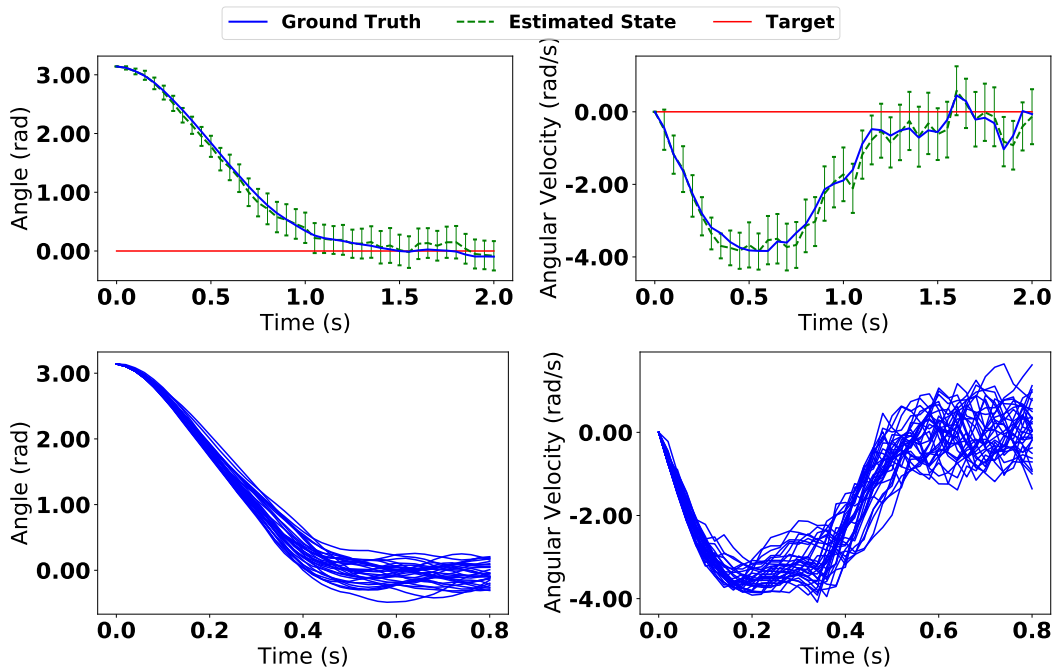 Ground Truth Estimated State Target
Angle (rad)
3.00
2.00
1.00
0.00
0.0 0.5 1.0 1.5 2.0
Time (s)
Angular Velocity (rad/s)
0.00
-2.00
-4.00
0.0 0.5 1.0 1.5 2.0
Time (s)
Angle (rad)
3.00
2.00
1.00
0.00
0.0 0.2 0.4 0.6 0.8
Time (s)
Angular Velocity (rad/s)
0.00
-2.00
-4.00
0.0 0.2 0.4 0.6 0.8
Time (s)